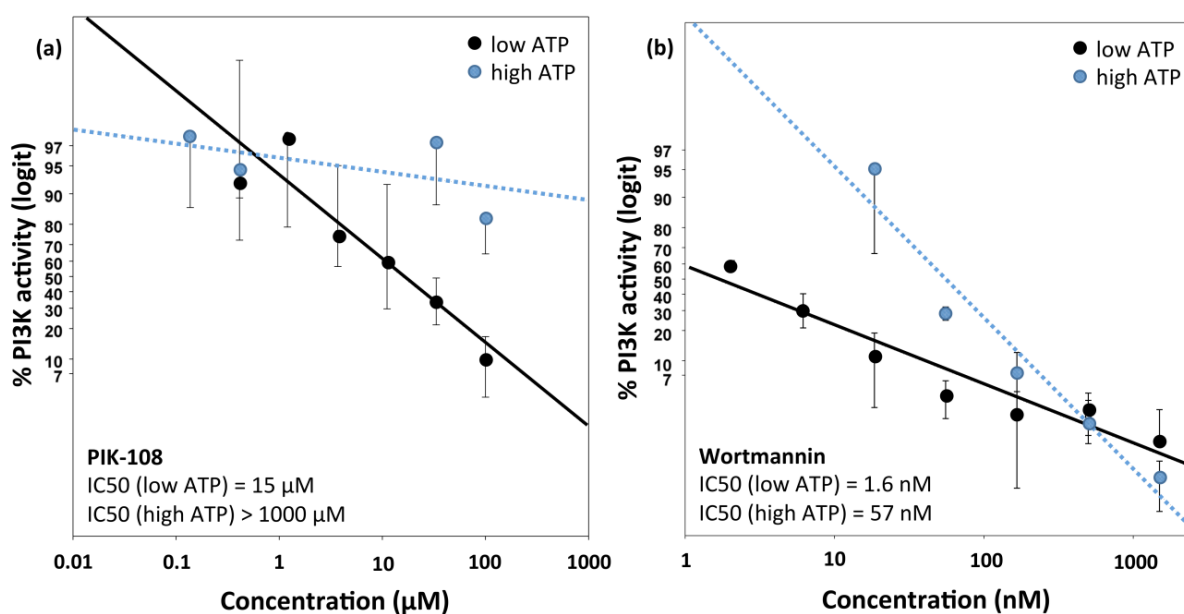 (a)
low ATP
high ATP
% PI3K activity (logit)
97
95
90
80
70
60
50
40
30
20
10
7
PIK-108
IC50 (low ATP) = 15 μM
IC50 (high ATP) > 1000 μM
0.01 0.1 1 10 100 1000
Concentration (μM)
(b)
low ATP
high ATP
% PI3K activity (logit)
97
95
90
80
70
60
50
40
30
20
10
7
Wortmannin
IC50 (low ATP) = 1.6 nM
IC50 (high ATP) = 57 nM
1 10 100 1000
Concentration (nM)